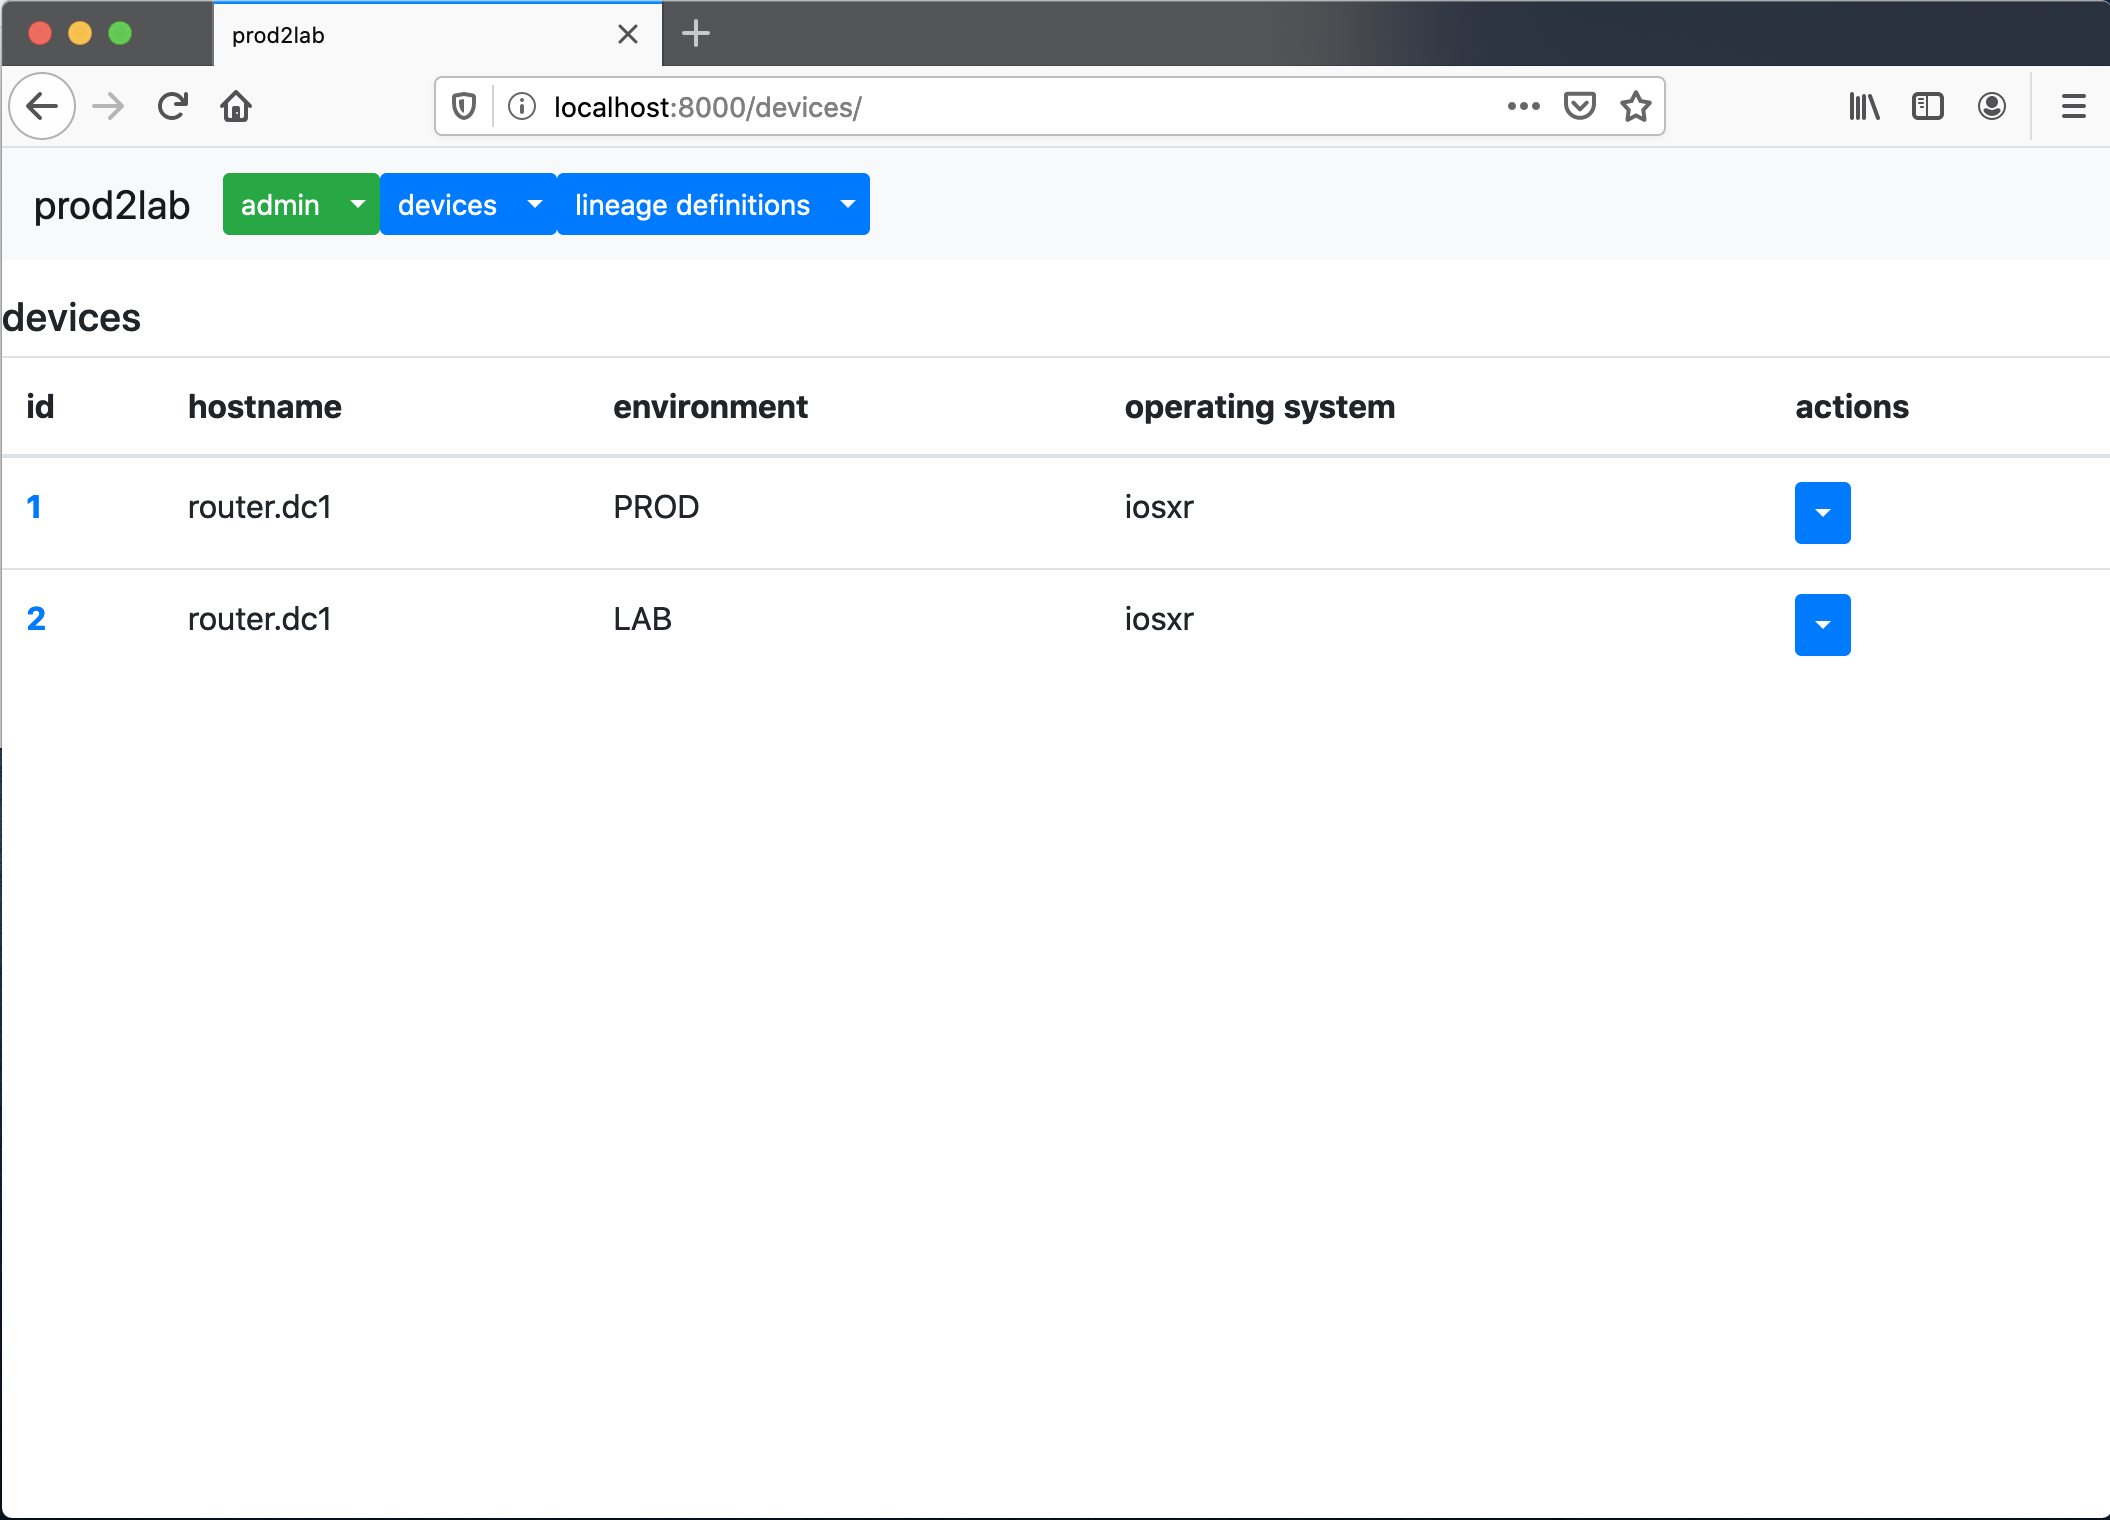 prod2lab
localhost:8000/devices/
prod2lab admin devices lineage definitions
devices
id hostname environment operating system actions
1 router.dc1 PROD iosxr
2 router.dc1 LAB iosxr